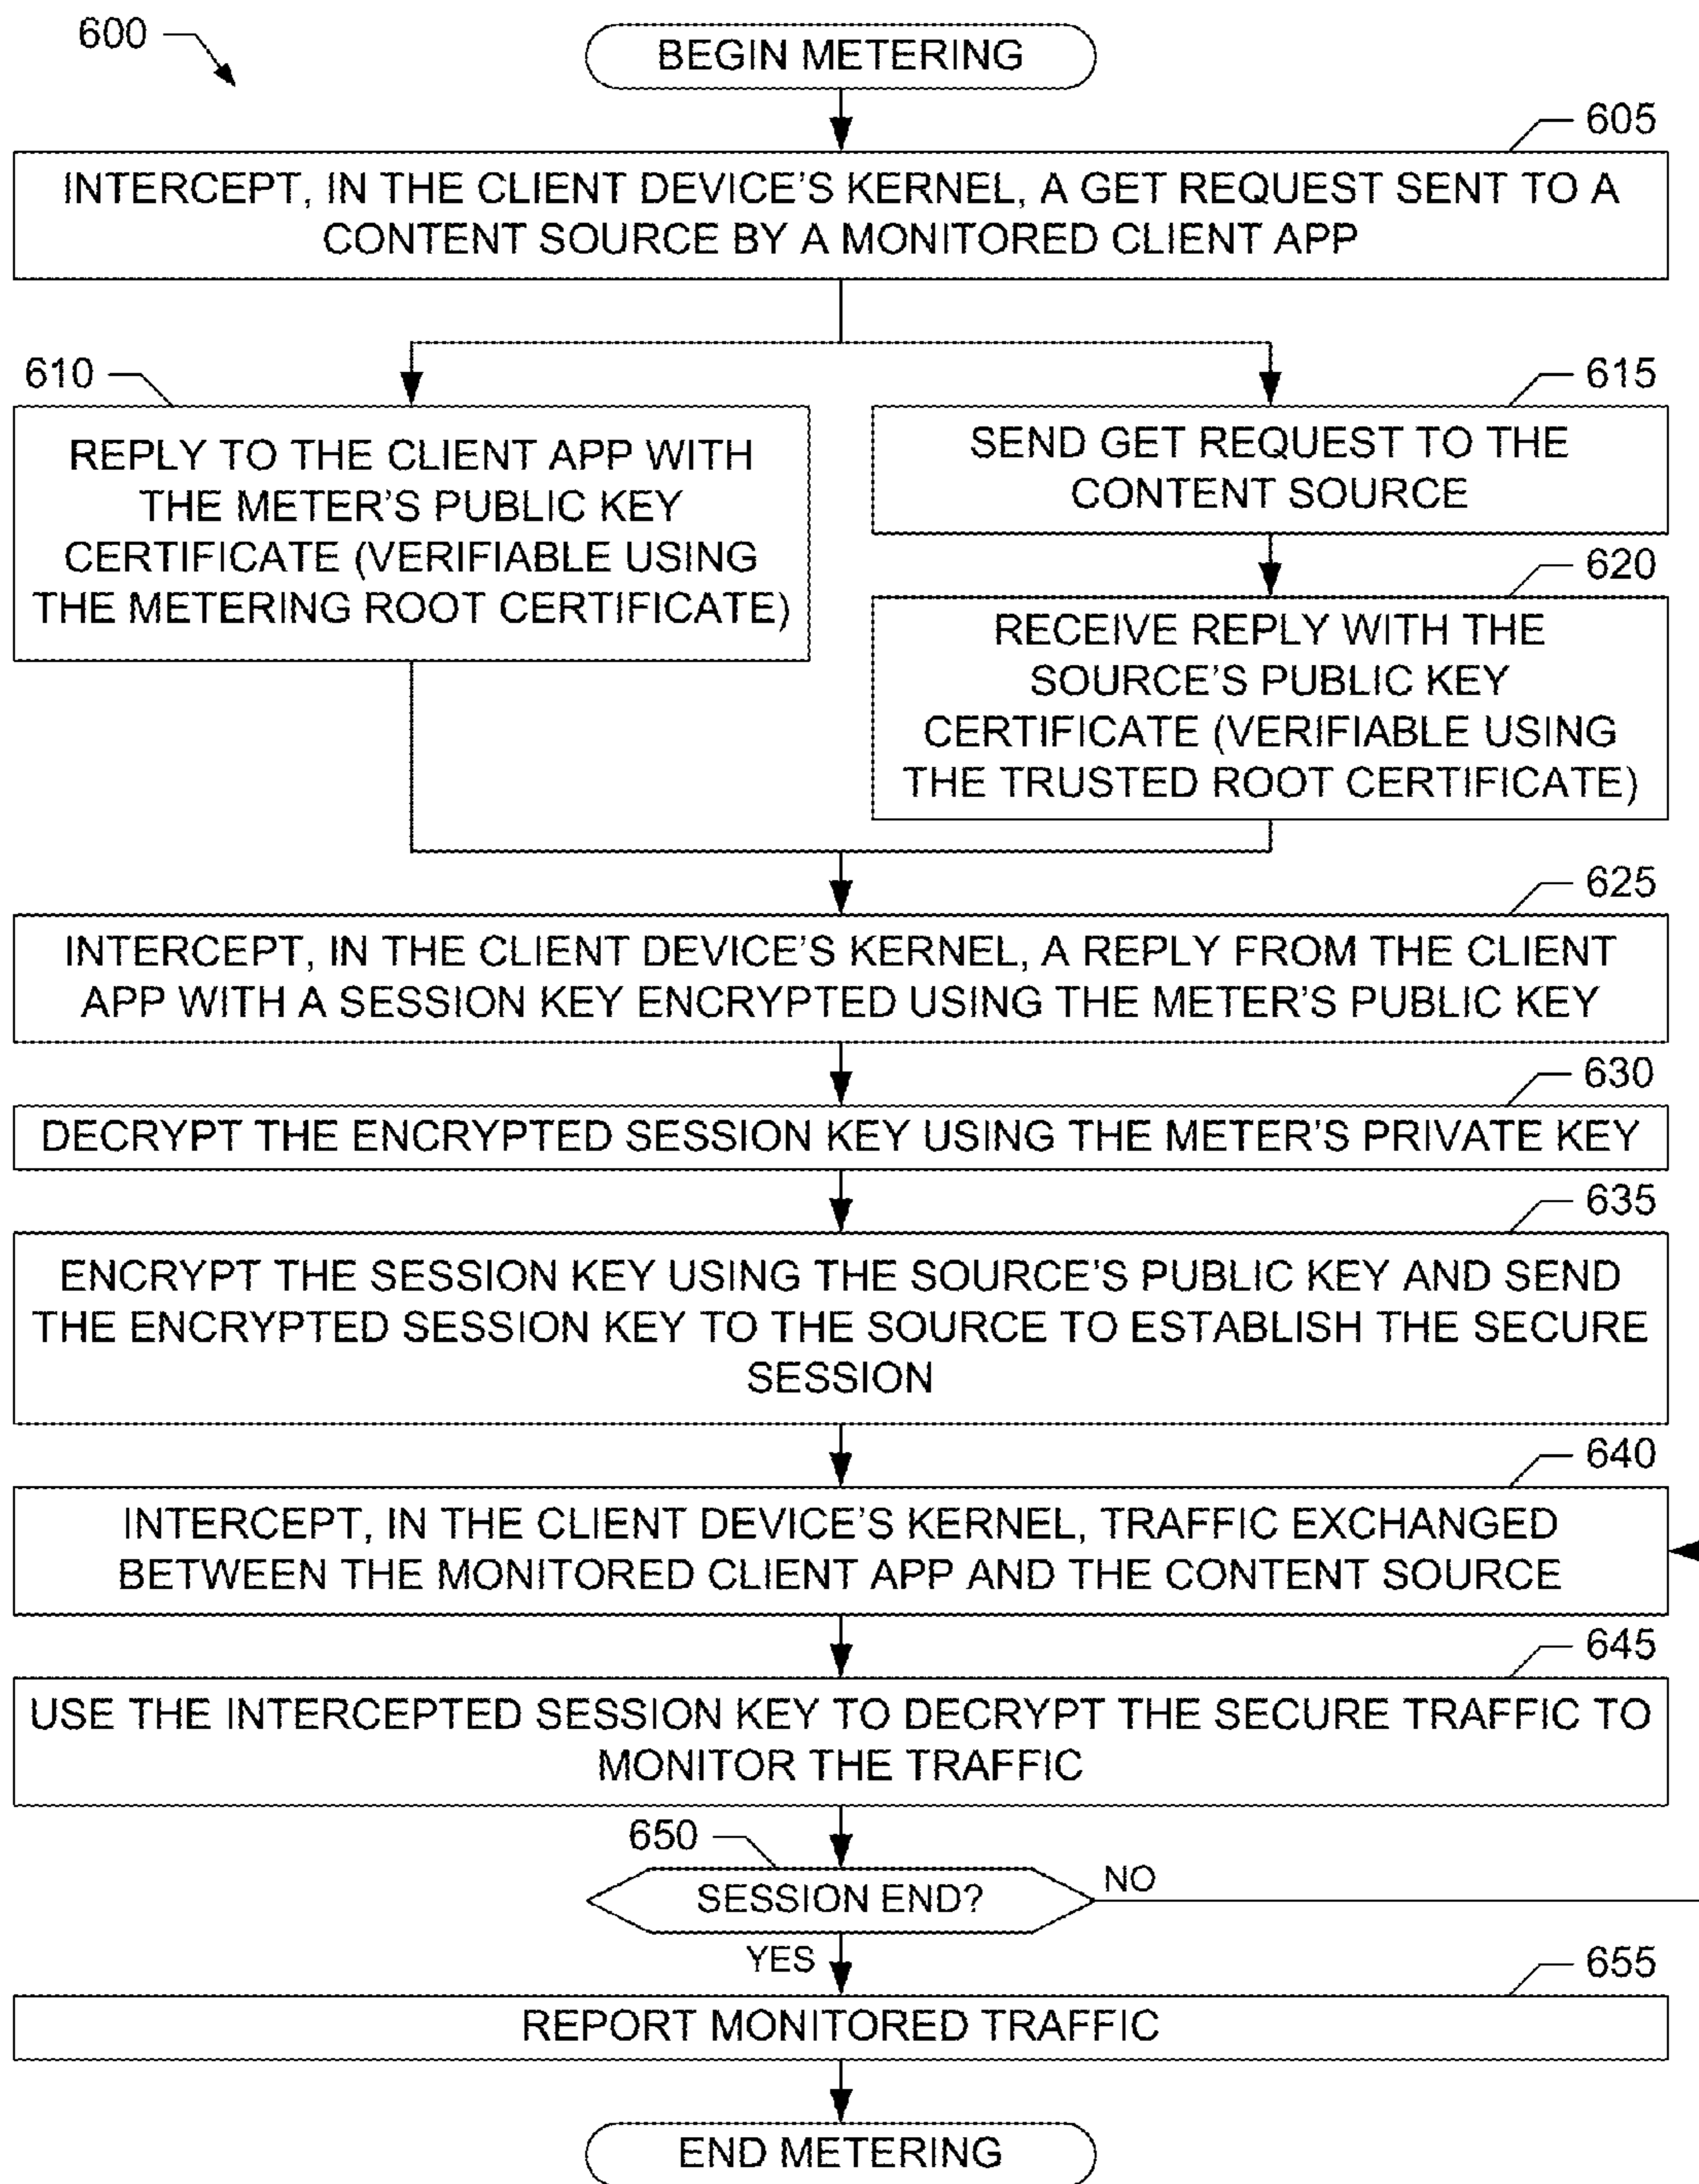 600
BEGIN METERING
605
INTERCEPT, IN THE CLIENT DEVICE'S KERNEL, A GET REQUEST SENT TO A
CONTENT SOURCE BY A MONITORED CLIENT APP
610
REPLY TO THE CLIENT APP WITH
THE METER'S PUBLIC KEY
CERTIFICATE (VERIFIABLE USING
THE METERING ROOT CERTIFICATE)
615
SEND GET REQUEST TO THE
CONTENT SOURCE
620
RECEIVE REPLY WITH THE
SOURCE'S PUBLIC KEY
CERTIFICATE (VERIFIABLE USING
THE TRUSTED ROOT CERTIFICATE)
625
INTERCEPT, IN THE CLIENT DEVICE'S KERNEL, A REPLY FROM THE CLIENT
APP WITH A SESSION KEY ENCRYPTED USING THE METER'S PUBLIC KEY
630
DECRYPT THE ENCRYPTED SESSION KEY USING THE METER'S PRIVATE KEY
635
ENCRYPT THE SESSION KEY USING THE SOURCE'S PUBLIC KEY AND SEND
THE ENCRYPTED SESSION KEY TO THE SOURCE TO ESTABLISH THE SECURE
SESSION
640
INTERCEPT, IN THE CLIENT DEVICE'S KERNEL, TRAFFIC EXCHANGED
BETWEEN THE MONITORED CLIENT APP AND THE CONTENT SOURCE
645
USE THE INTERCEPTED SESSION KEY TO DECRYPT THE SECURE TRAFFIC TO
MONITOR THE TRAFFIC
650
SESSION END?
NO
YES
655
REPORT MONITORED TRAFFIC
END METERING